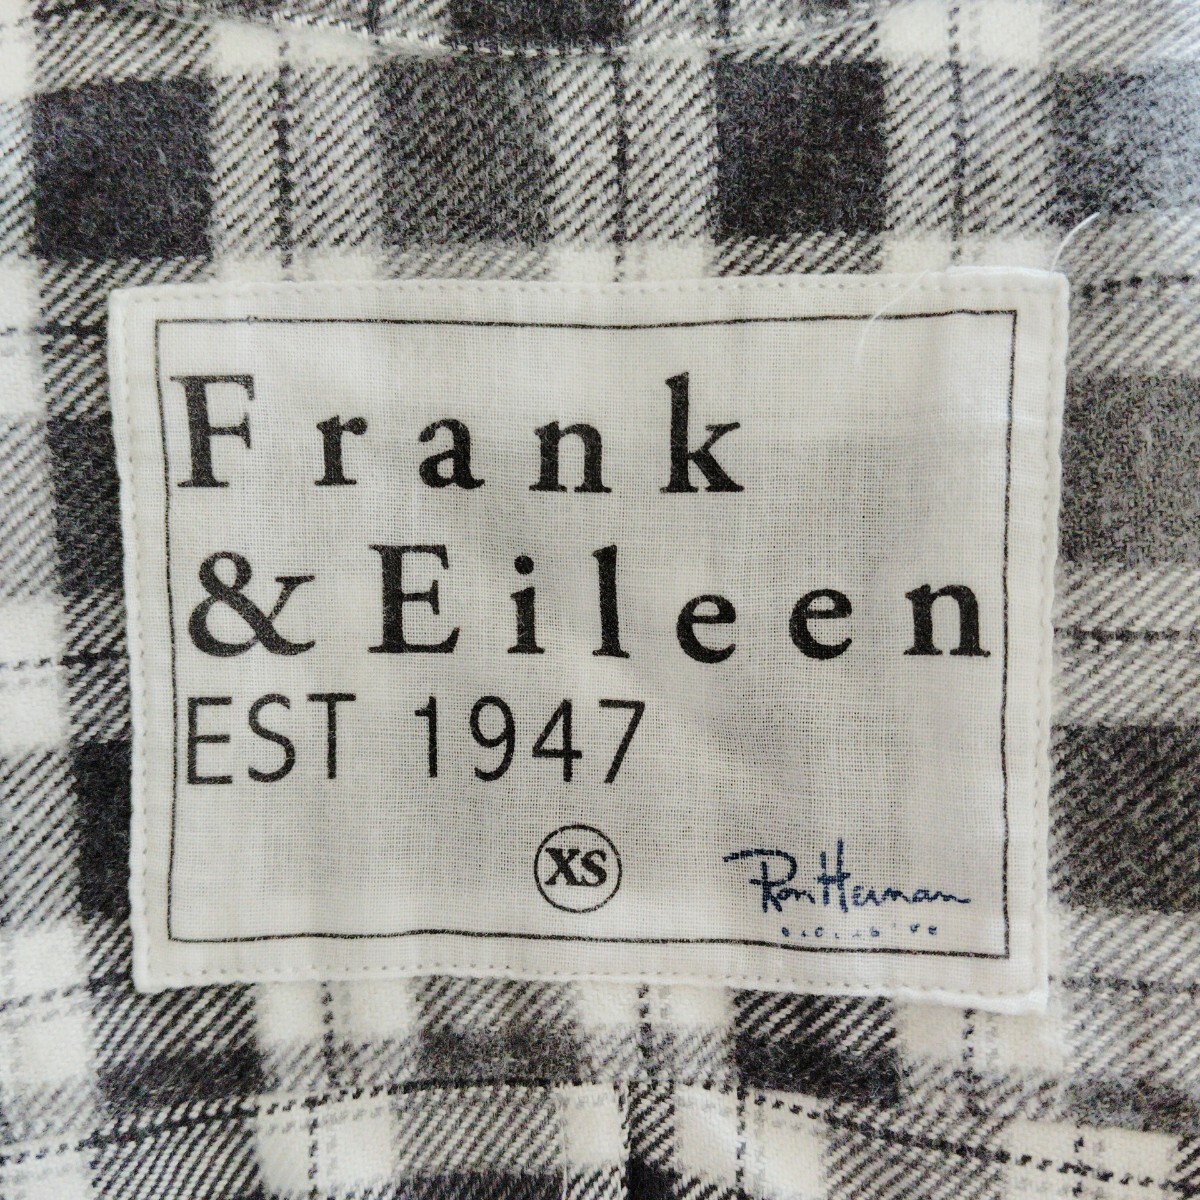 Frank
& Eileen
EST 1947
XS
Ron Herman